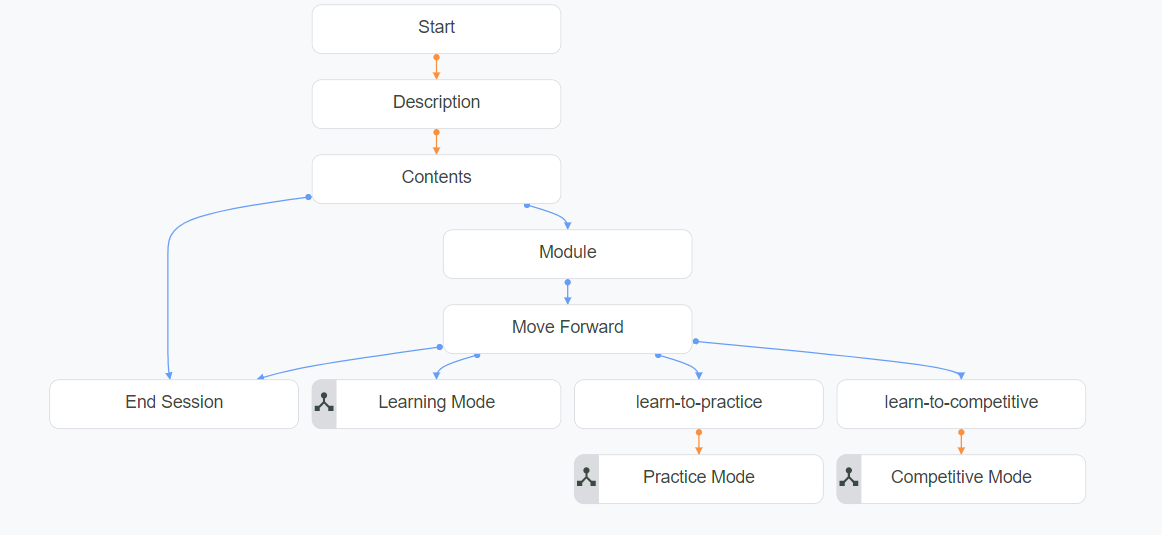 Start
Description
Contents
Module
Move Forward
End Session
Learning Mode
learn-to-practice
learn-to-competitive
Practice Mode
Competitive Mode